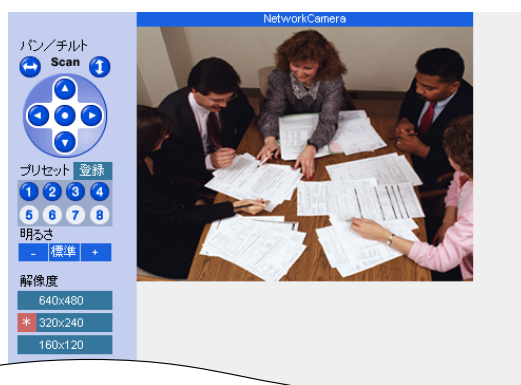 NetworkCamera
パン／チルト
Scan
プリセット 登録
1 2 3 4
5 6 7 8
明るさ
- 標準 +
解像度
640x480
* 320x240
160x120